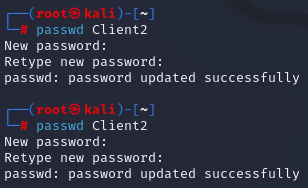 ┌──(root㉿kali)-[~]
└─# passwd Client2
New password:
Retype new password:
passwd: password updated successfully
┌──(root㉿kali)-[~]
└─# passwd Client2
New password:
Retype new password:
passwd: password updated successfully